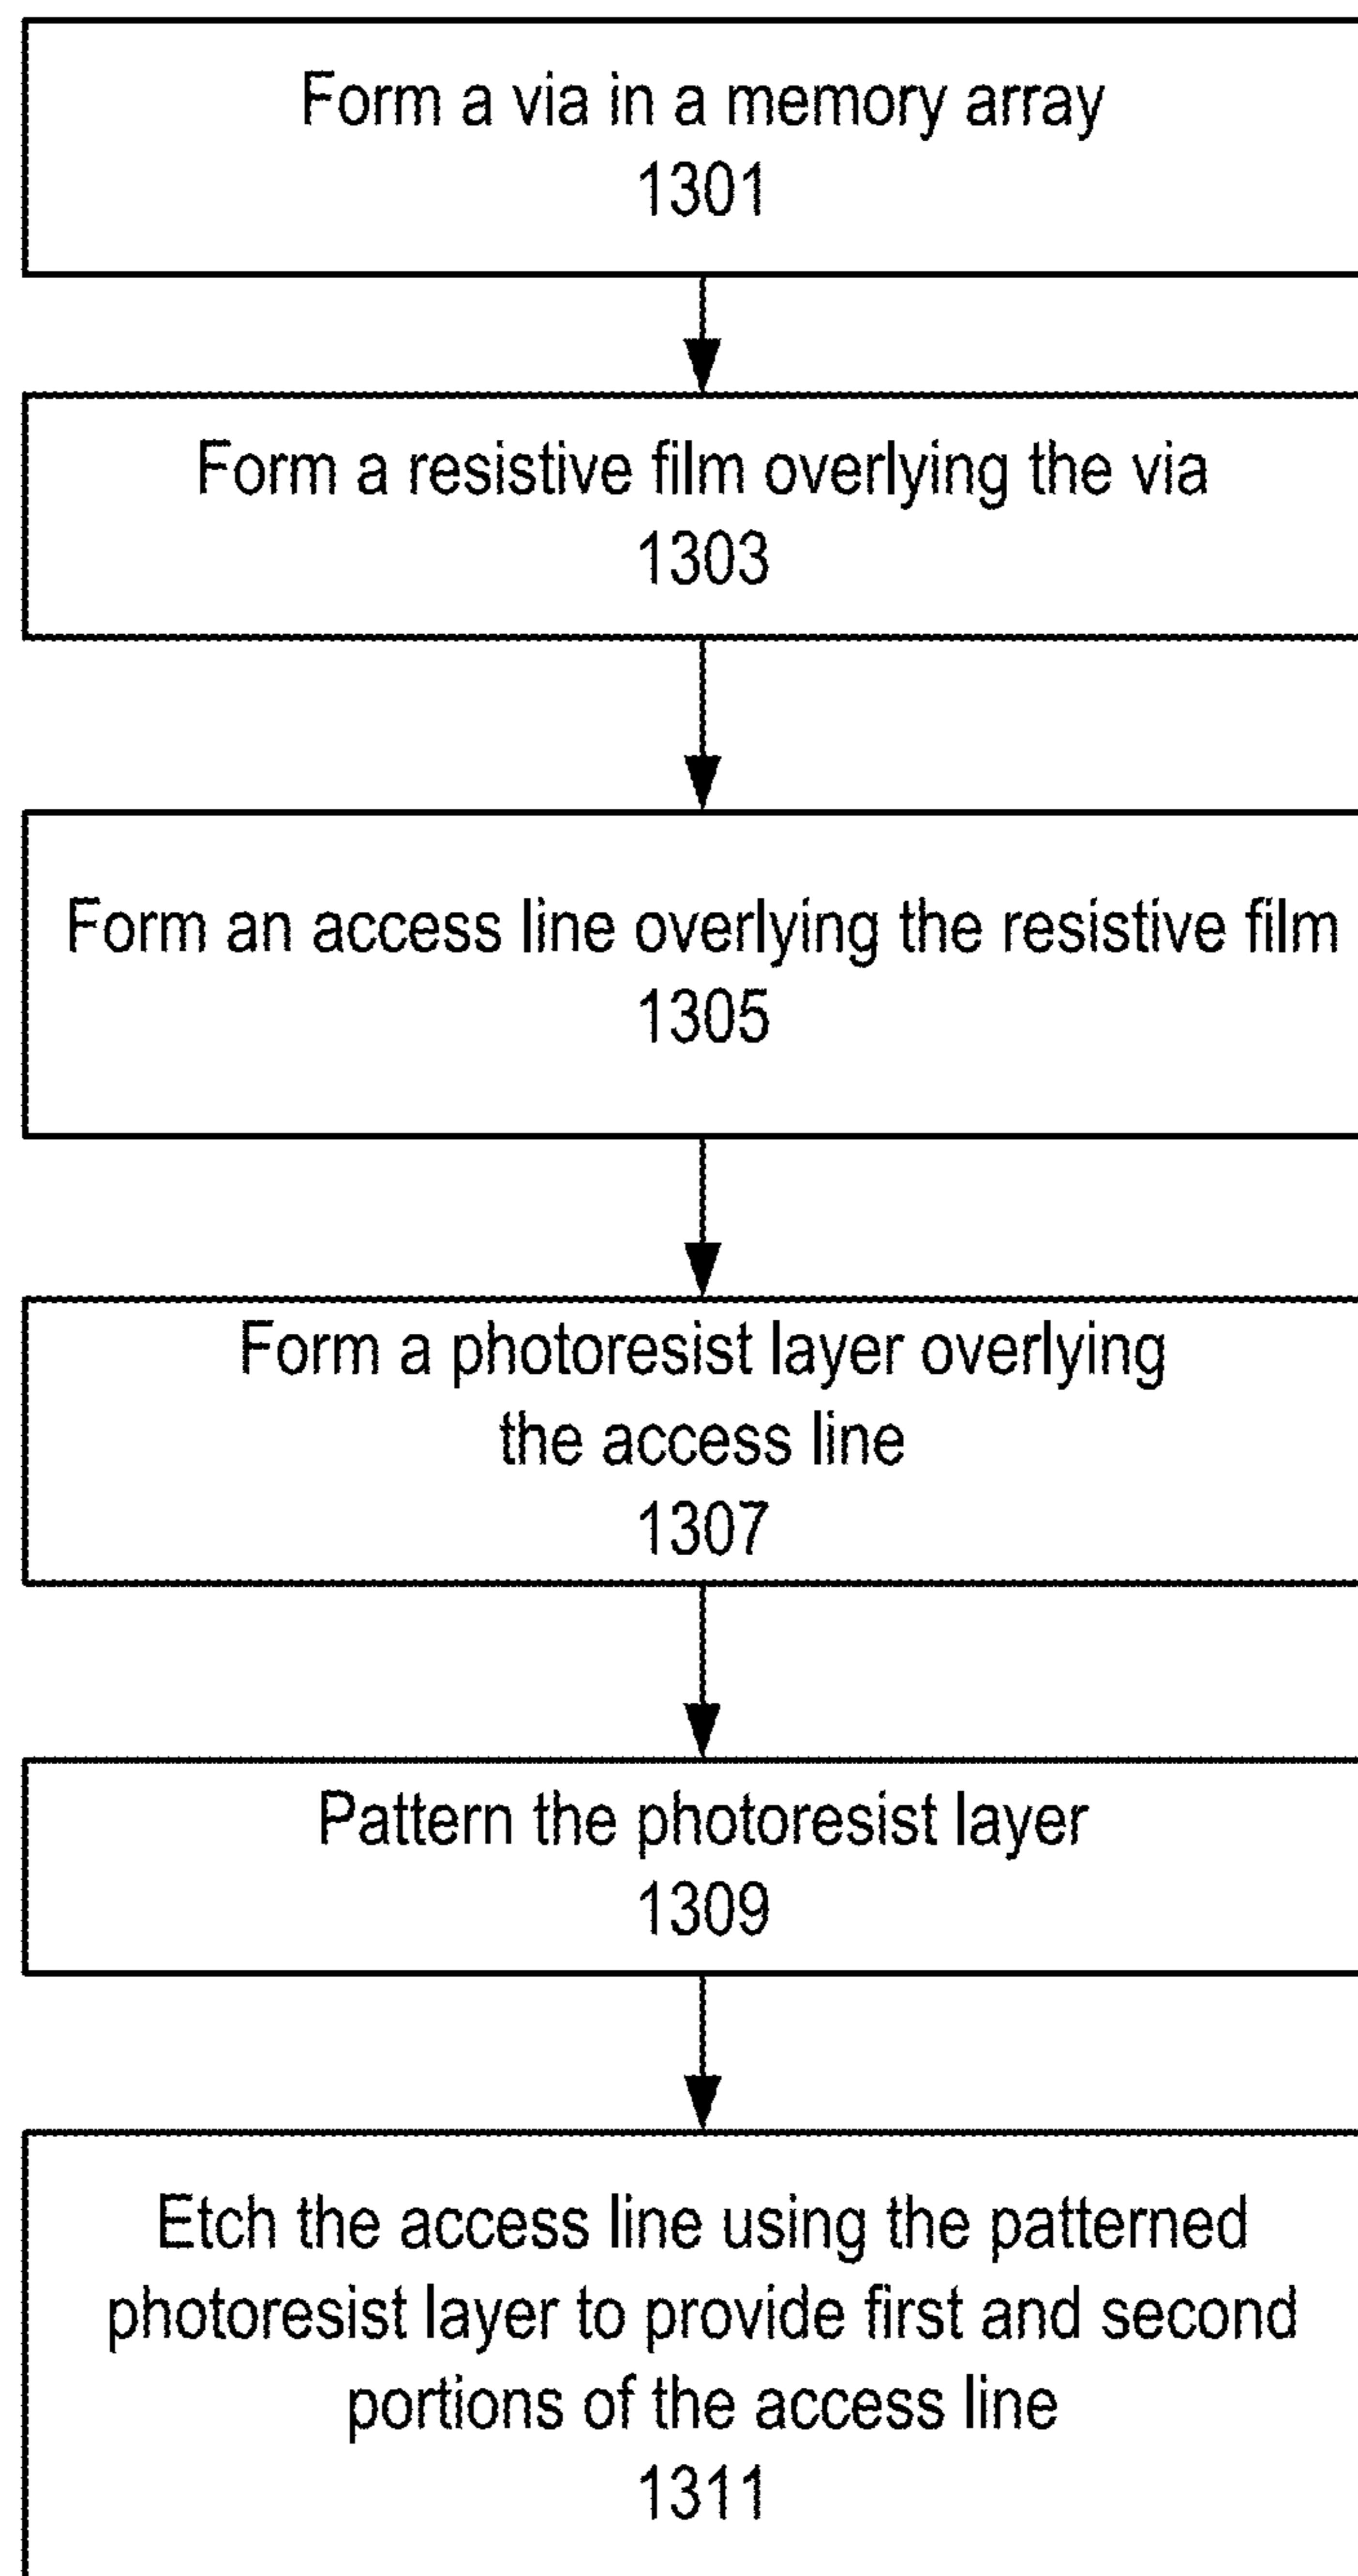 Form a via in a memory array
1301
Form a resistive film overlying the via
1303
Form an access line overlying the resistive film
1305
Form a photoresist layer overlying
the access line
1307
Pattern the photoresist layer
1309
Etch the access line using the patterned
photoresist layer to provide first and second
portions of the access line
1311